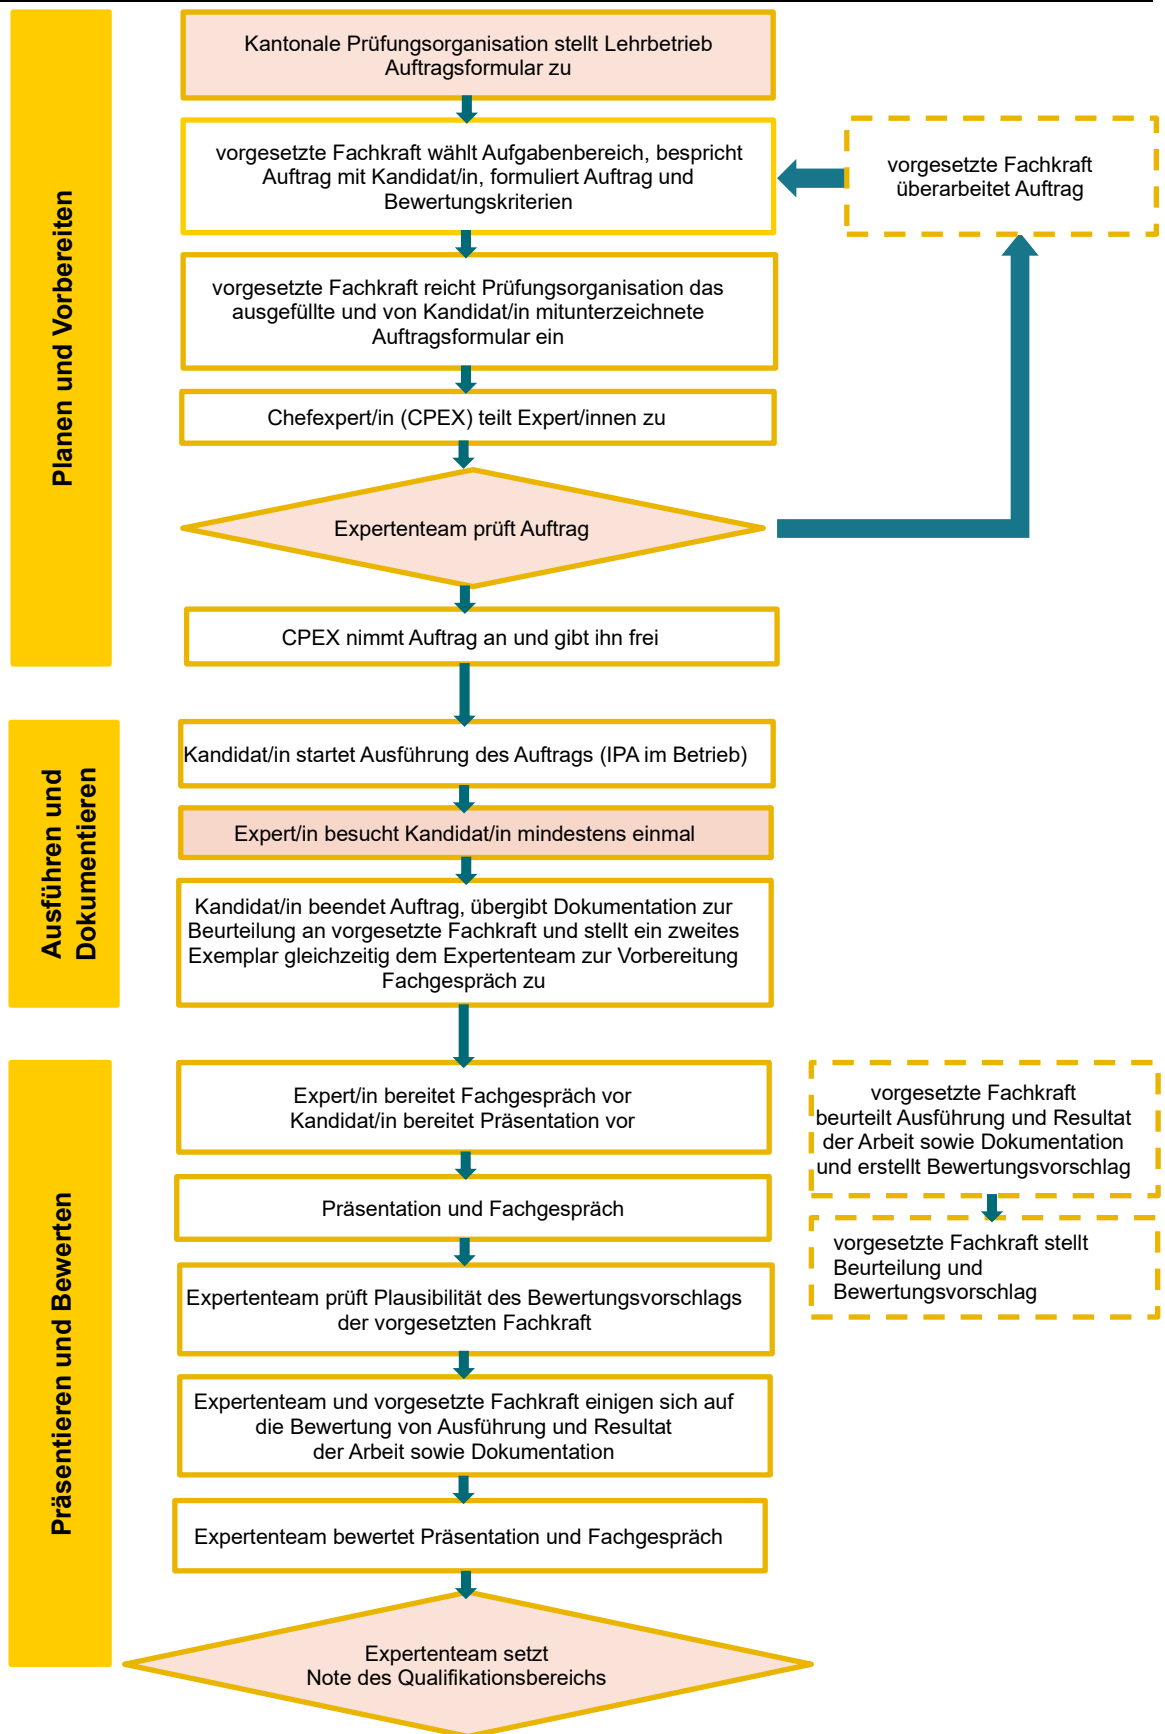 Planen und Vorbereiten
Kantonale Prüfungsorganisation stellt Lehrbetrieb
Auftragsformular zu
vorgesetzte Fachkraft wählt Aufgabenbereich, bespricht
Auftrag mit Kandidat/in, formuliert Auftrag und
Bewertungskriterien
vorgesetzte Fachkraft
überarbeitet Auftrag
vorgesetzte Fachkraft reicht Prüfungsorganisation das
ausgefüllte und von Kandidat/in mitunterzeichnete
Auftragsformular ein
Chefexpert/in (CPEX) teilt Expert/innen zu
Expertenteam prüft Auftrag
CPEX nimmt Auftrag an und gibt ihn frei
Ausführen und
Dokumentieren
Kandidat/in startet Ausführung des Auftrags (IPA im Betrieb)
Expert/in besucht Kandidat/in mindestens einmal
Kandidat/in beendet Auftrag, übergibt Dokumentation zur
Beurteilung an vorgesetzte Fachkraft und stellt ein zweites
Exemplar gleichzeitig dem Expertenteam zur Vorbereitung
Fachgespräch zu
Präsentieren und Bewerten
Expert/in bereitet Fachgespräch vor
Kandidat/in bereitet Präsentation vor
vorgesetzte Fachkraft
beurteilt Ausführung und Resultat
der Arbeit sowie Dokumentation
und erstellt Bewertungsvorschlag
Präsentation und Fachgespräch
vorgesetzte Fachkraft stellt
Beurteilung und
Bewertungsvorschlag
Expertenteam prüft Plausibilität des Bewertungsvorschlags
der vorgesetzten Fachkraft
Expertenteam und vorgesetzte Fachkraft einigen sich auf
die Bewertung von Ausführung und Resultat
der Arbeit sowie Dokumentation
Expertenteam bewertet Präsentation und Fachgespräch
Expertenteam setzt
Note des Qualifikationsbereichs